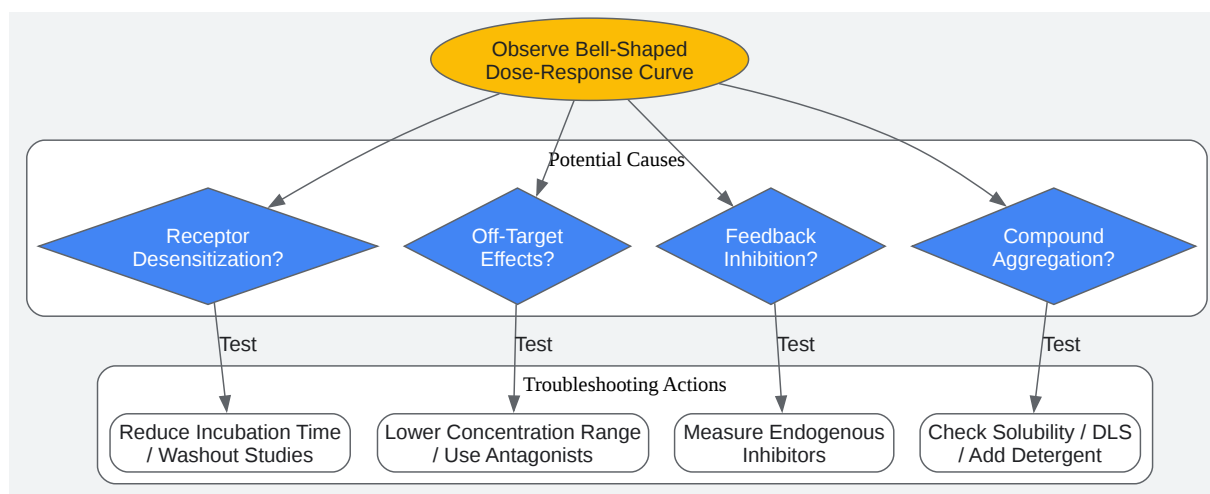 Observe Bell-Shaped
Dose-Response Curve
Potential Causes
Receptor
Desensitization?
Off-Target
Effects?
Feedback
Inhibition?
Compound
Aggregation?
Test
Test
Test
Test
Troubleshooting Actions
Reduce Incubation Time
/ Washout Studies
Lower Concentration Range
/ Use Antagonists
Measure Endogenous
Inhibitors
Check Solubility / DLS
/ Add Detergent